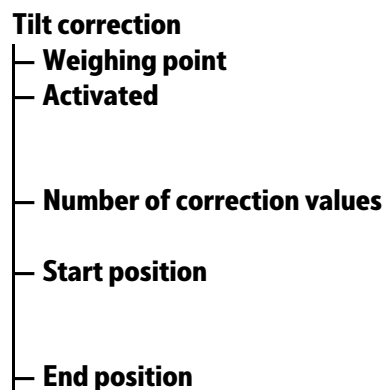 Tilt correction
Weighing point
Activated
Number of correction values
Start position
End position